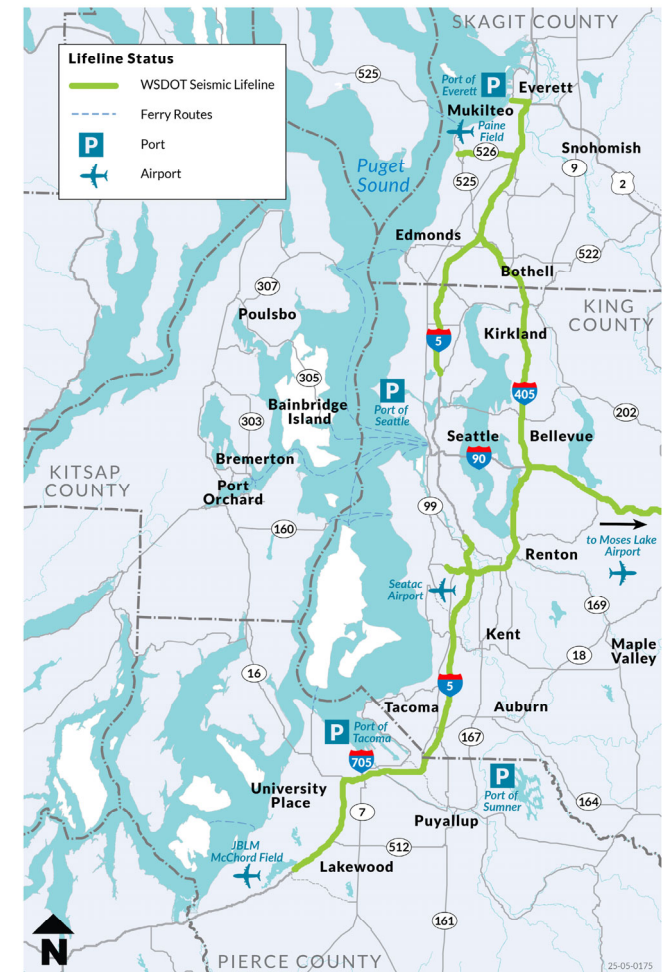 SKAGIT COUNTY
Lifeline Status
WSDOT Seismic Lifeline
Ferry Routes
P
Port
Airport
525
Port of
Everett
P
Everett
Mukilteo
Paine
Field
526
Snohomish
9
2
Puget
Sound
525
Edmonds
522
Bothell
307
Poulsbo
KING
COUNTY
5
Kirkland
305
P
Port of
Seattle
405
Bainbridge
Island
303
202
Seattle
Bellevue
90
Bremerton
KITSAP
COUNTY
Port
Orchard
99
160
to Moses Lake
Airport
Renton
Seatac
Airport
169
Kent
Maple
Valley
18
16
5
Tacoma
Auburn
P
Port of
Tacoma
167
705
P
Port of
Sumner
University
Place
7
164
Puyallup
JBLM
McChord Field
512
Lakewood
161
N
PIERCE COUNTY
25-05-0175